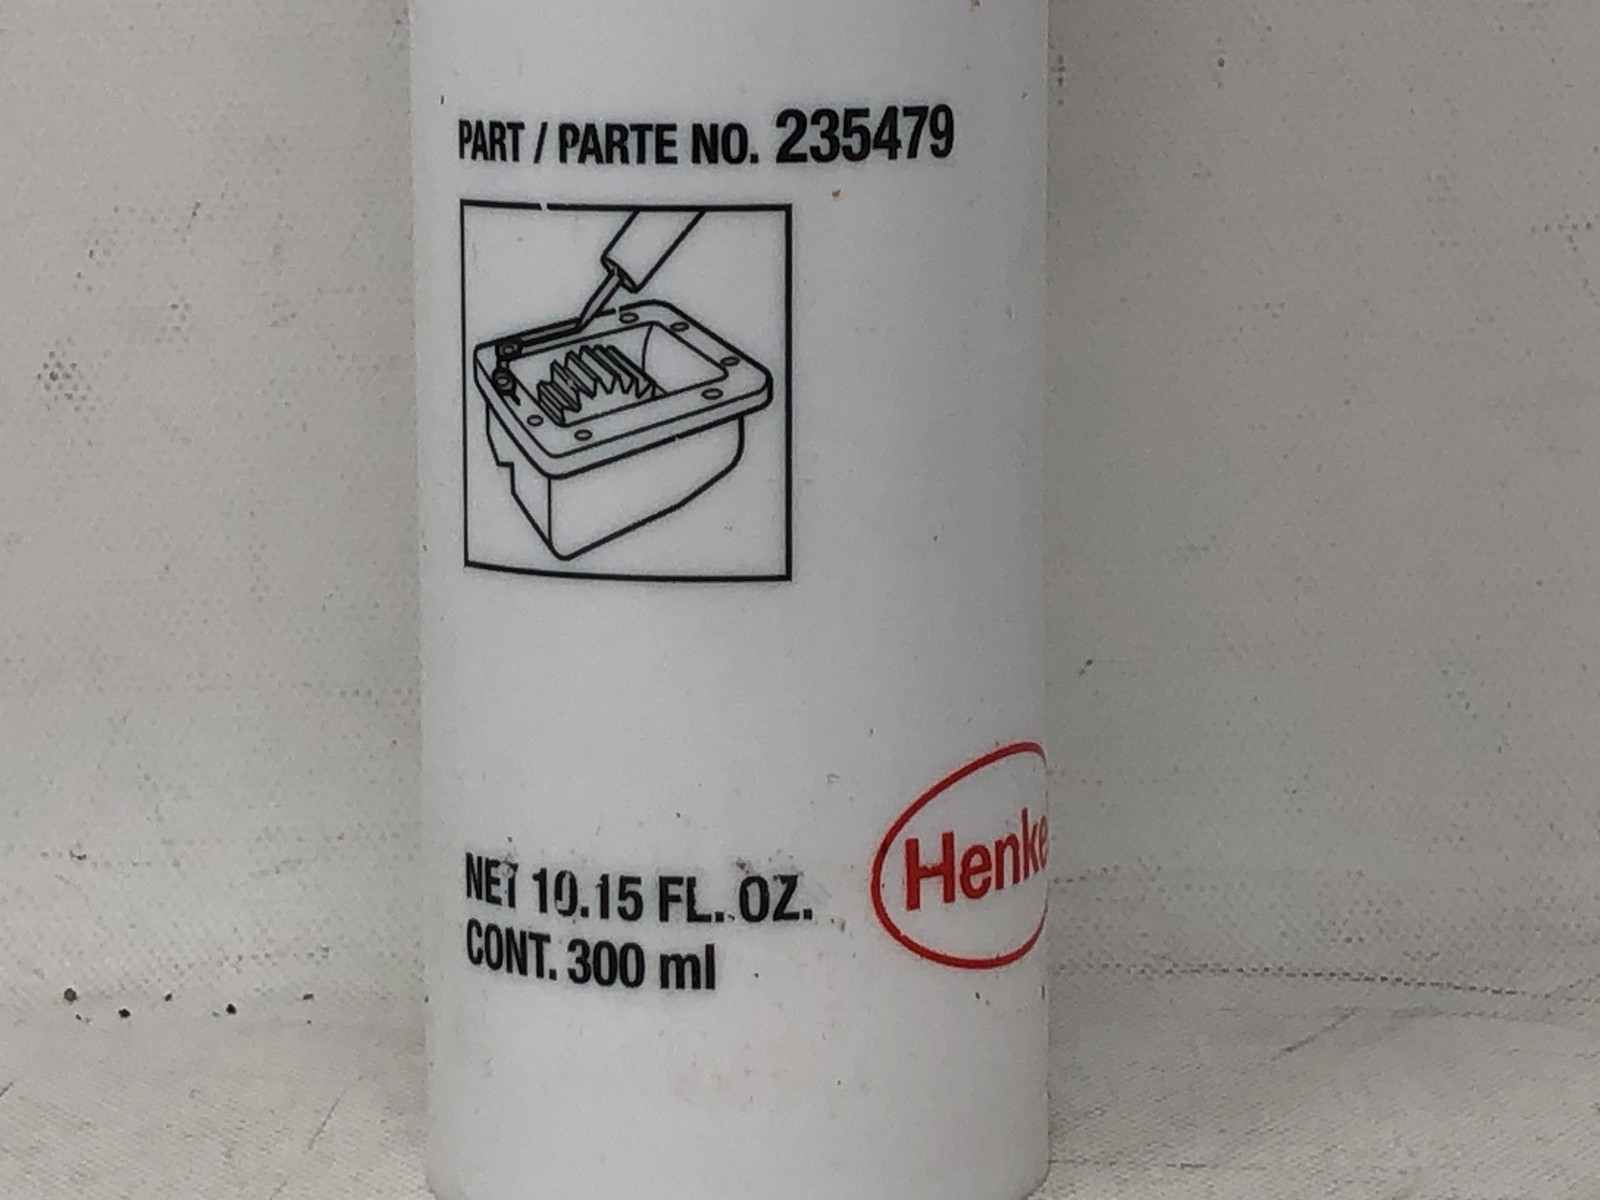 PART / PARTE NO. 235479
NET 10.15 FL. OZ.
CONT. 300 ml
Henke